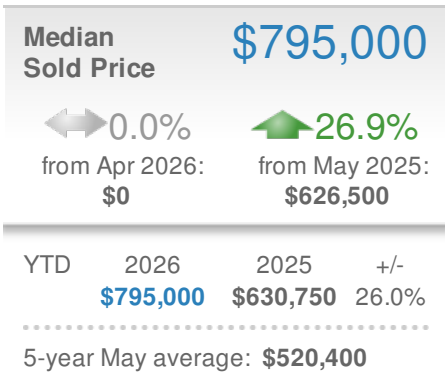 Median $795,000
Sold Price
0.0% 26.9%
from Apr 2026: from May 2025:
$0 $626,500
YTD 2026 2025 +/-
$795,000 $630,750 26.0%
5-year May average: $520,400